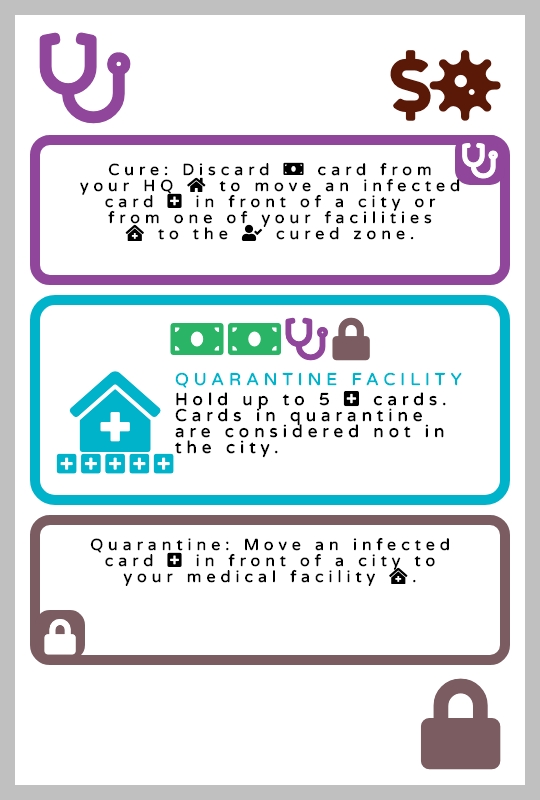 $
Cure: Discard card from
your HQ to move an infected
card in front of a city or
from one of your facilities
to the cured zone.
QUARANTINE FACILITY
Hold up to 5 cards.
Cards in quarantine
are considered not in
the city.
Quarantine: Move an infected
card in front of a city to
your medical facility .